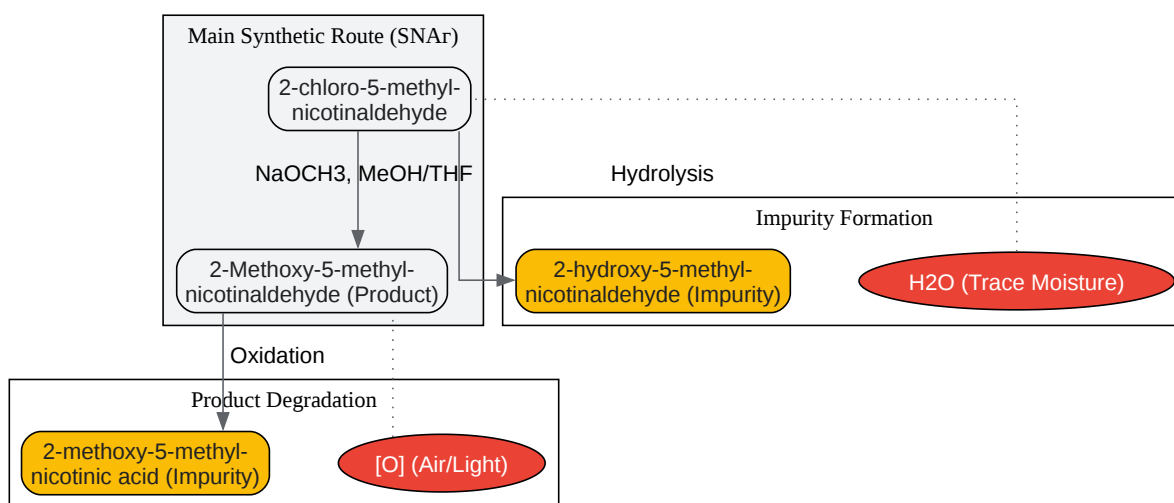 Main Synthetic Route (SNAr)
2-chloro-5-methyl-
nicotinaldehyde
NaOCH3, MeOH/THF
Hydrolysis
Impurity Formation
2-Methoxy-5-methyl-
nicotinaldehyde (Product)
2-hydroxy-5-methyl-
nicotinaldehyde (Impurity)
H2O (Trace Moisture)
Oxidation
Product Degradation
2-methoxy-5-methyl-
nicotinic acid (Impurity)
[O] (Air/Light)